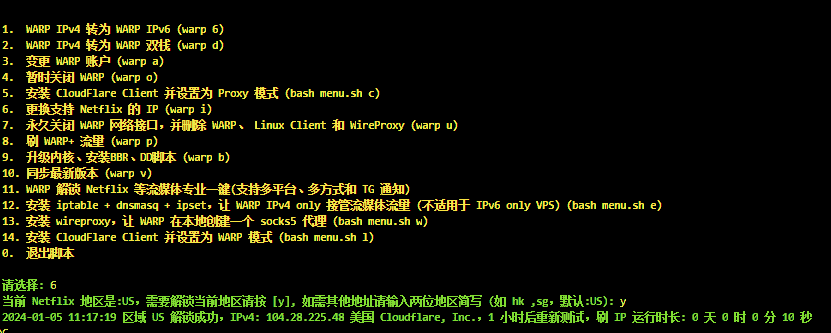 1. WARP IPv4 转为 WARP IPv6 (warp 6)
2. WARP IPv4 转为 WARP 双栈 (warp d)
3. 变更 WARP 账户 (warp a)
4. 暂时关闭 WARP (warp o)
5. 安装 CloudFlare Client 并设置为 Proxy 模式 (bash menu.sh c)
6. 更换支持 Netflix 的 IP (warp i)
7. 永久关闭 WARP 网络接口，并删除 WARP、 Linux Client 和 WireProxy (warp u)
8. 刷 WARP+ 流量 (warp p)
9. 升级内核、安装BBR、DD脚本 (warp b)
10. 同步最新版本 (warp v)
11. WARP 解锁 Netflix 等流媒体专业一键(支持多平台、多方式和 TG 通知)
12. 安装 iptable + dnsmasq + ipset，让 WARP IPv4 only 接管流媒体流量 (不适用于 IPv6 only VPS) (bash menu.sh e)
13. 安装 wireproxy，让 WARP 在本地创建一个 socks5 代理 (bash menu.sh w)
14. 安装 CloudFlare Client 并设置为 WARP 模式 (bash menu.sh l)
0. 退出脚本
请选择: 6
当前 Netflix 地区是:US，需要解锁当前地区请按 [y], 如需其他地址请输入两位地区简写 (如 hk ,sg，默认:US): y
2024-01-05 11:17:19 区域 US 解锁成功，IPv4: 104.28.225.48 美国 Cloudflare, Inc.，1 小时后重新测试，刷 IP 运行时长: 0 天 0 时 0 分 10 秒